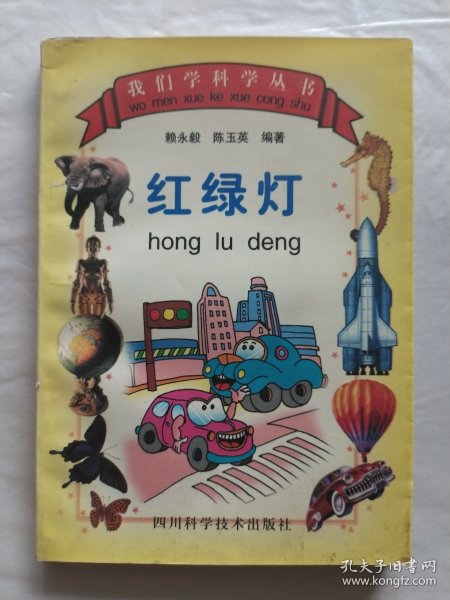 我们学科学丛书
wo men xue ke xue cong shu
赖永毅 陈玉英 编著
红绿灯
hong lu deng
四川科学技术出版社
孔夫子旧书网
www.kongfz.com